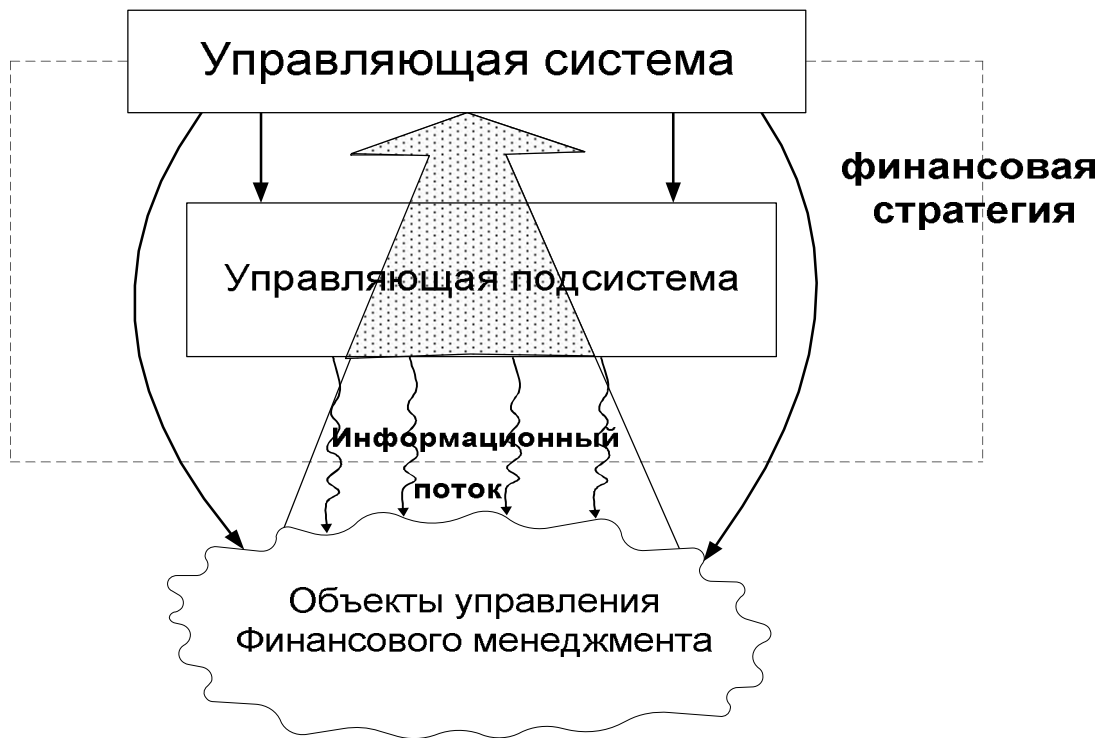 Управляющая система
финансовая
стратегия
Управляющая подсистема
Информационный
поток
Объекты управления
Финансового менеджмента